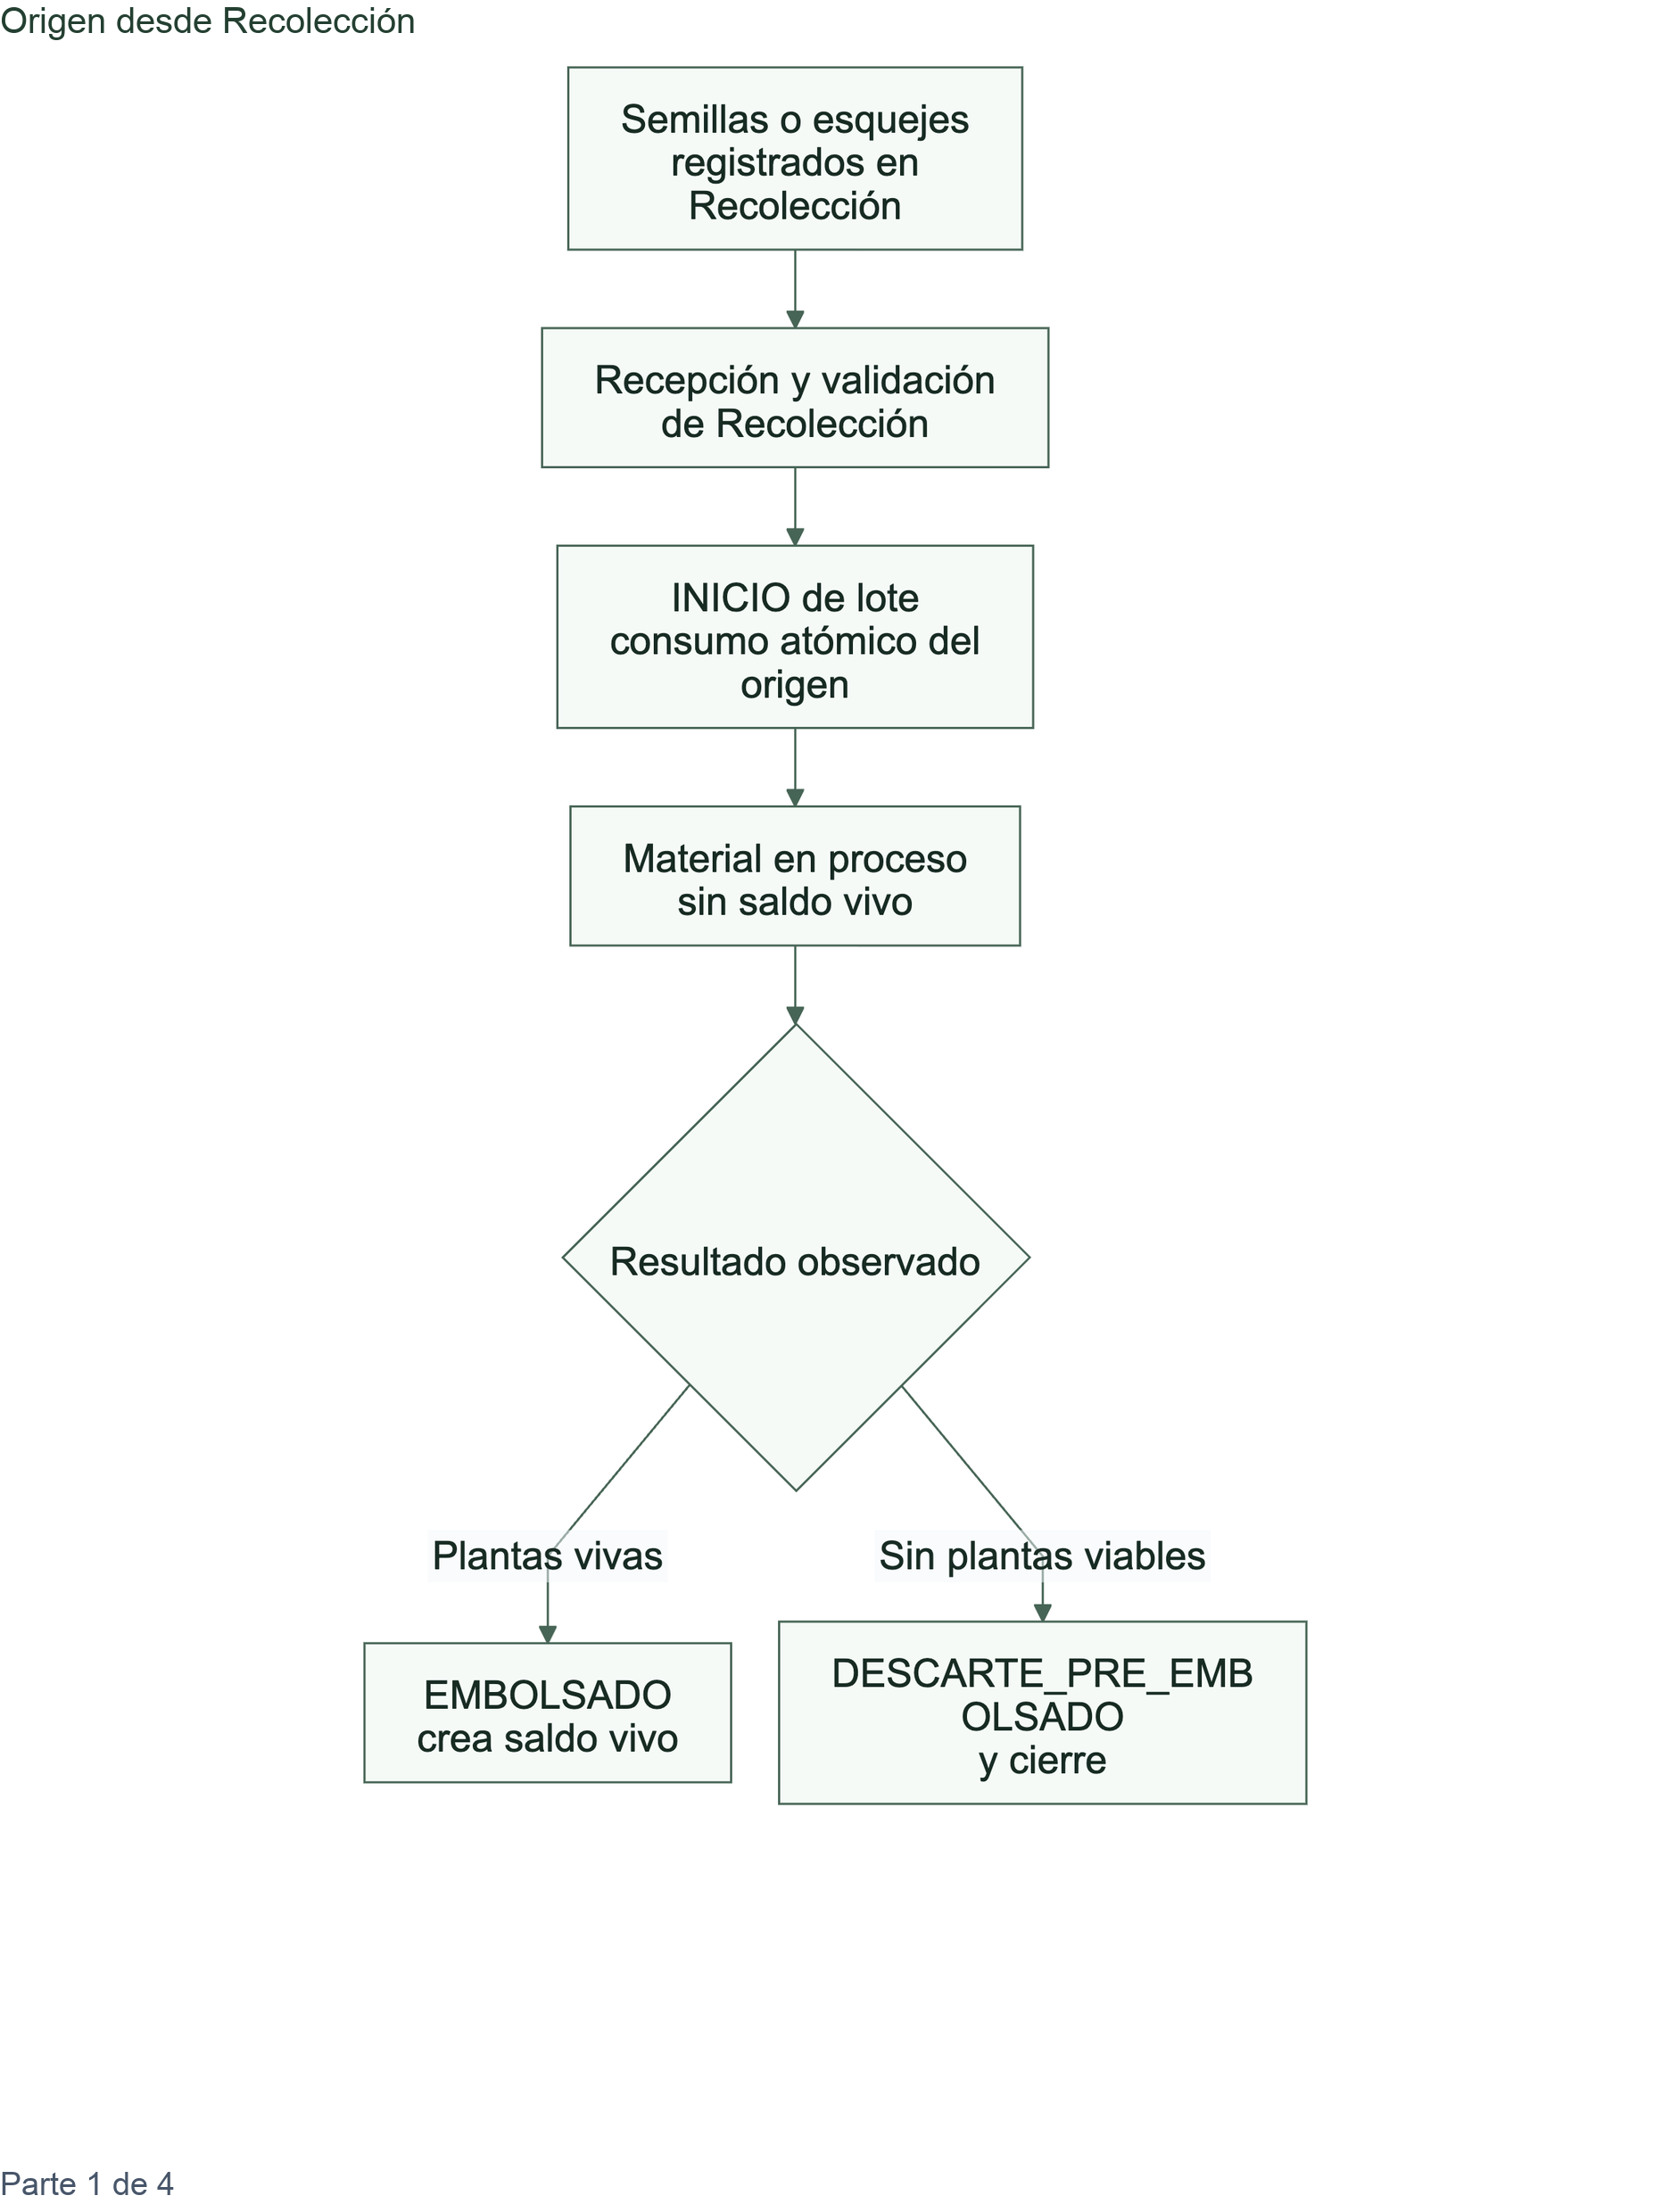 Origen desde Recolección
Semillas o esquejes
registrados en
Recolección
Recepción y validación
de Recolección
INICIO de lote
consumo atómico del
origen
Material en proceso
sin saldo vivo
Resultado observado
Plantas vivas
Sin plantas viables
EMBOLSADO
crea saldo vivo
DESCARTE_PRE_EMB
OLSADO
y cierre
Parte 1 de 4